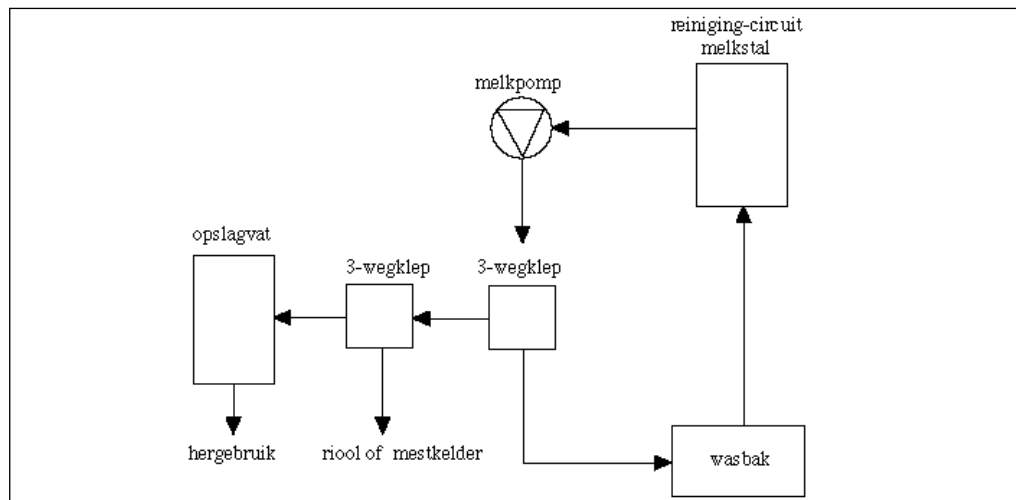 reiniging-circuit
melkstal
melkpomp
opslagvat
3-wegklep
3-wegklep
hergebruik
riool of mestkelder
wasbak